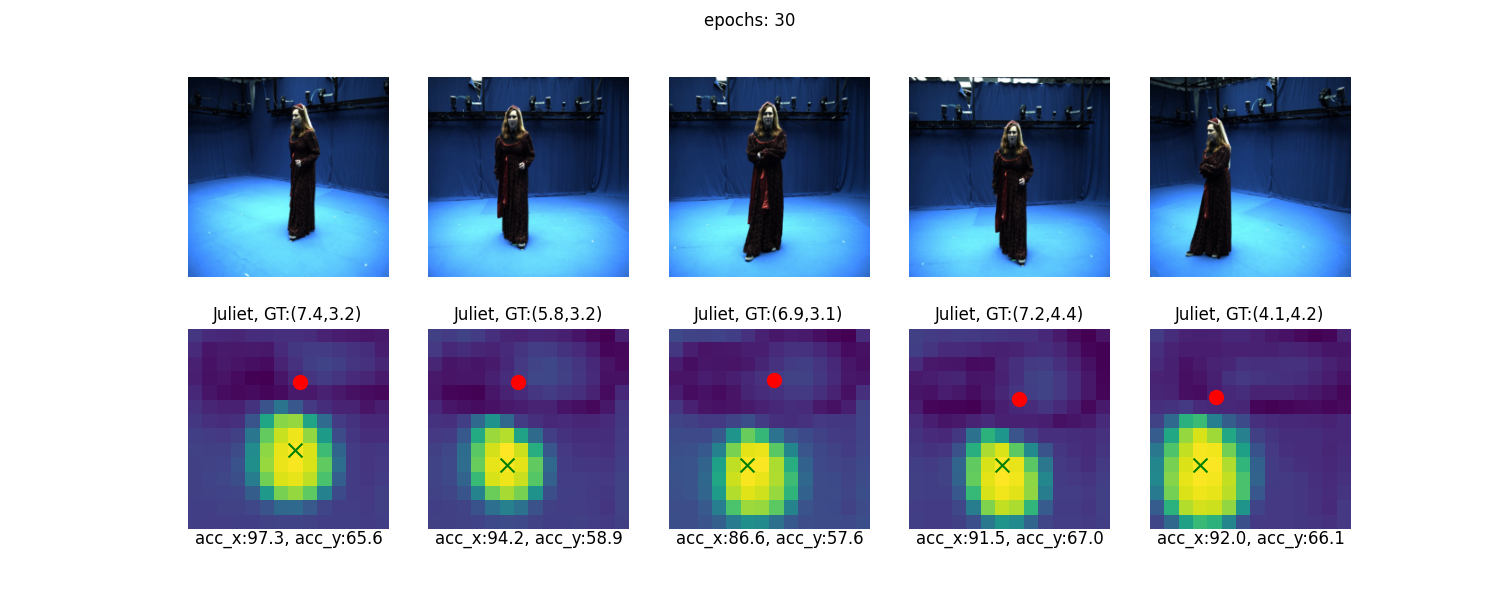 epochs: 30
Juliet, GT:(7.4,3.2)
Juliet, GT:(5.8,3.2)
Juliet, GT:(6.9,3.1)
Juliet, GT:(7.2,4.4)
Juliet, GT:(4.1,4.2)
acc_x:97.3, acc_y:65.6
acc_x:94.2, acc_y:58.9
acc_x:86.6, acc_y:57.6
acc_x:91.5, acc_y:67.0
acc_x:92.0, acc_y:66.1